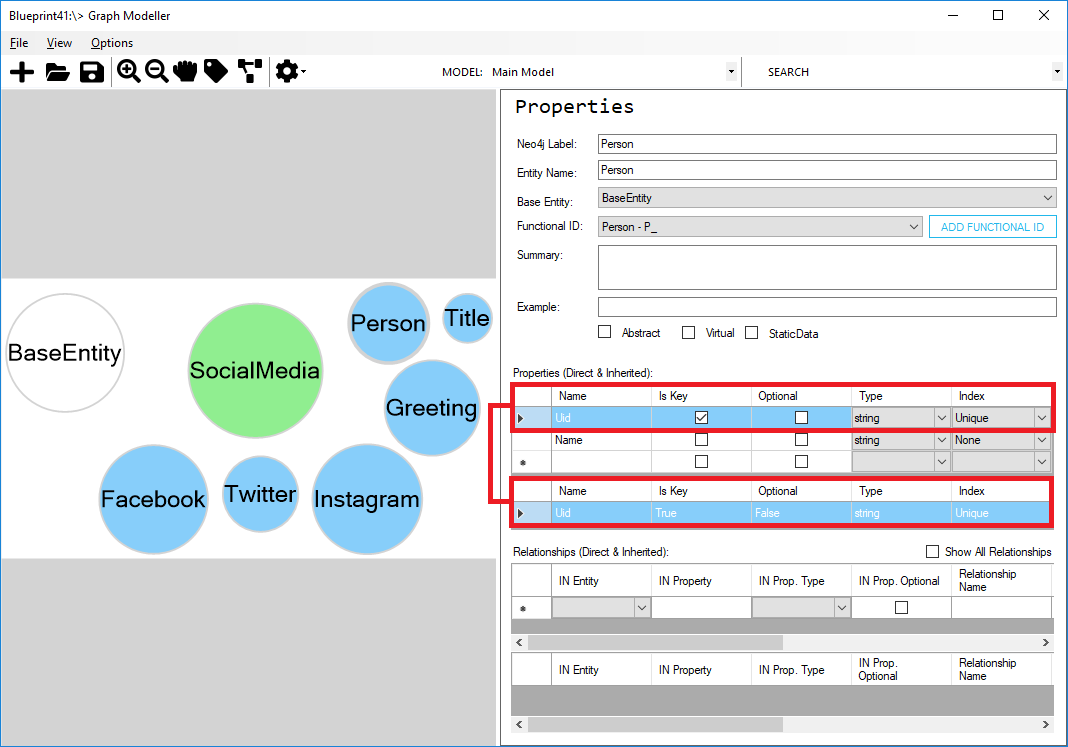 Blueprint41:\> Graph Modeller
File View Options
MODEL: Main Model SEARCH
Properties
Neo4j Label: Person
Entity Name: Person
Base Entity: BaseEntity
Functional ID: Person - P_ ADD FUNCTIONAL ID
Summary:
Example:
Abstract Virtual StaticData
BaseEntity
SocialMedia
Person
Title
Greeting
Facebook
Twitter
Instagram
Properties (Direct & Inherited):
Name Is Key Optional Type Index
Uid string Unique
Name string None
Name Is Key Optional Type Index
Uid True False string Unique
Relationships (Direct & Inherited): Show All Relationships
IN Entity IN Property IN Prop. Type IN Prop. Optional Relationship
Name
IN Entity IN Property IN Prop. Type IN Prop. Relationship
Optional Name